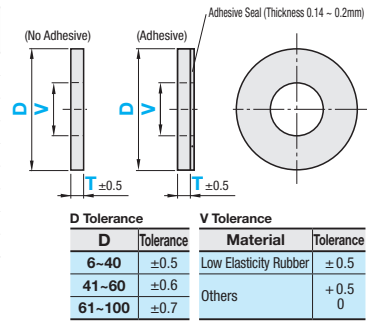 Adhesive Seal (Thickness 0.14 ~ 0.2mm)
(No Adhesive)
(Adhesive)
D
V
D
V
T ±0.5
T ±0.5
D Tolerance
D Tolerance
6~40 ±0.5
41~60 ±0.6
61~100 ±0.7
V Tolerance
Material Tolerance
Low Elasticity Rubber ±0.5
Others +0.5
0